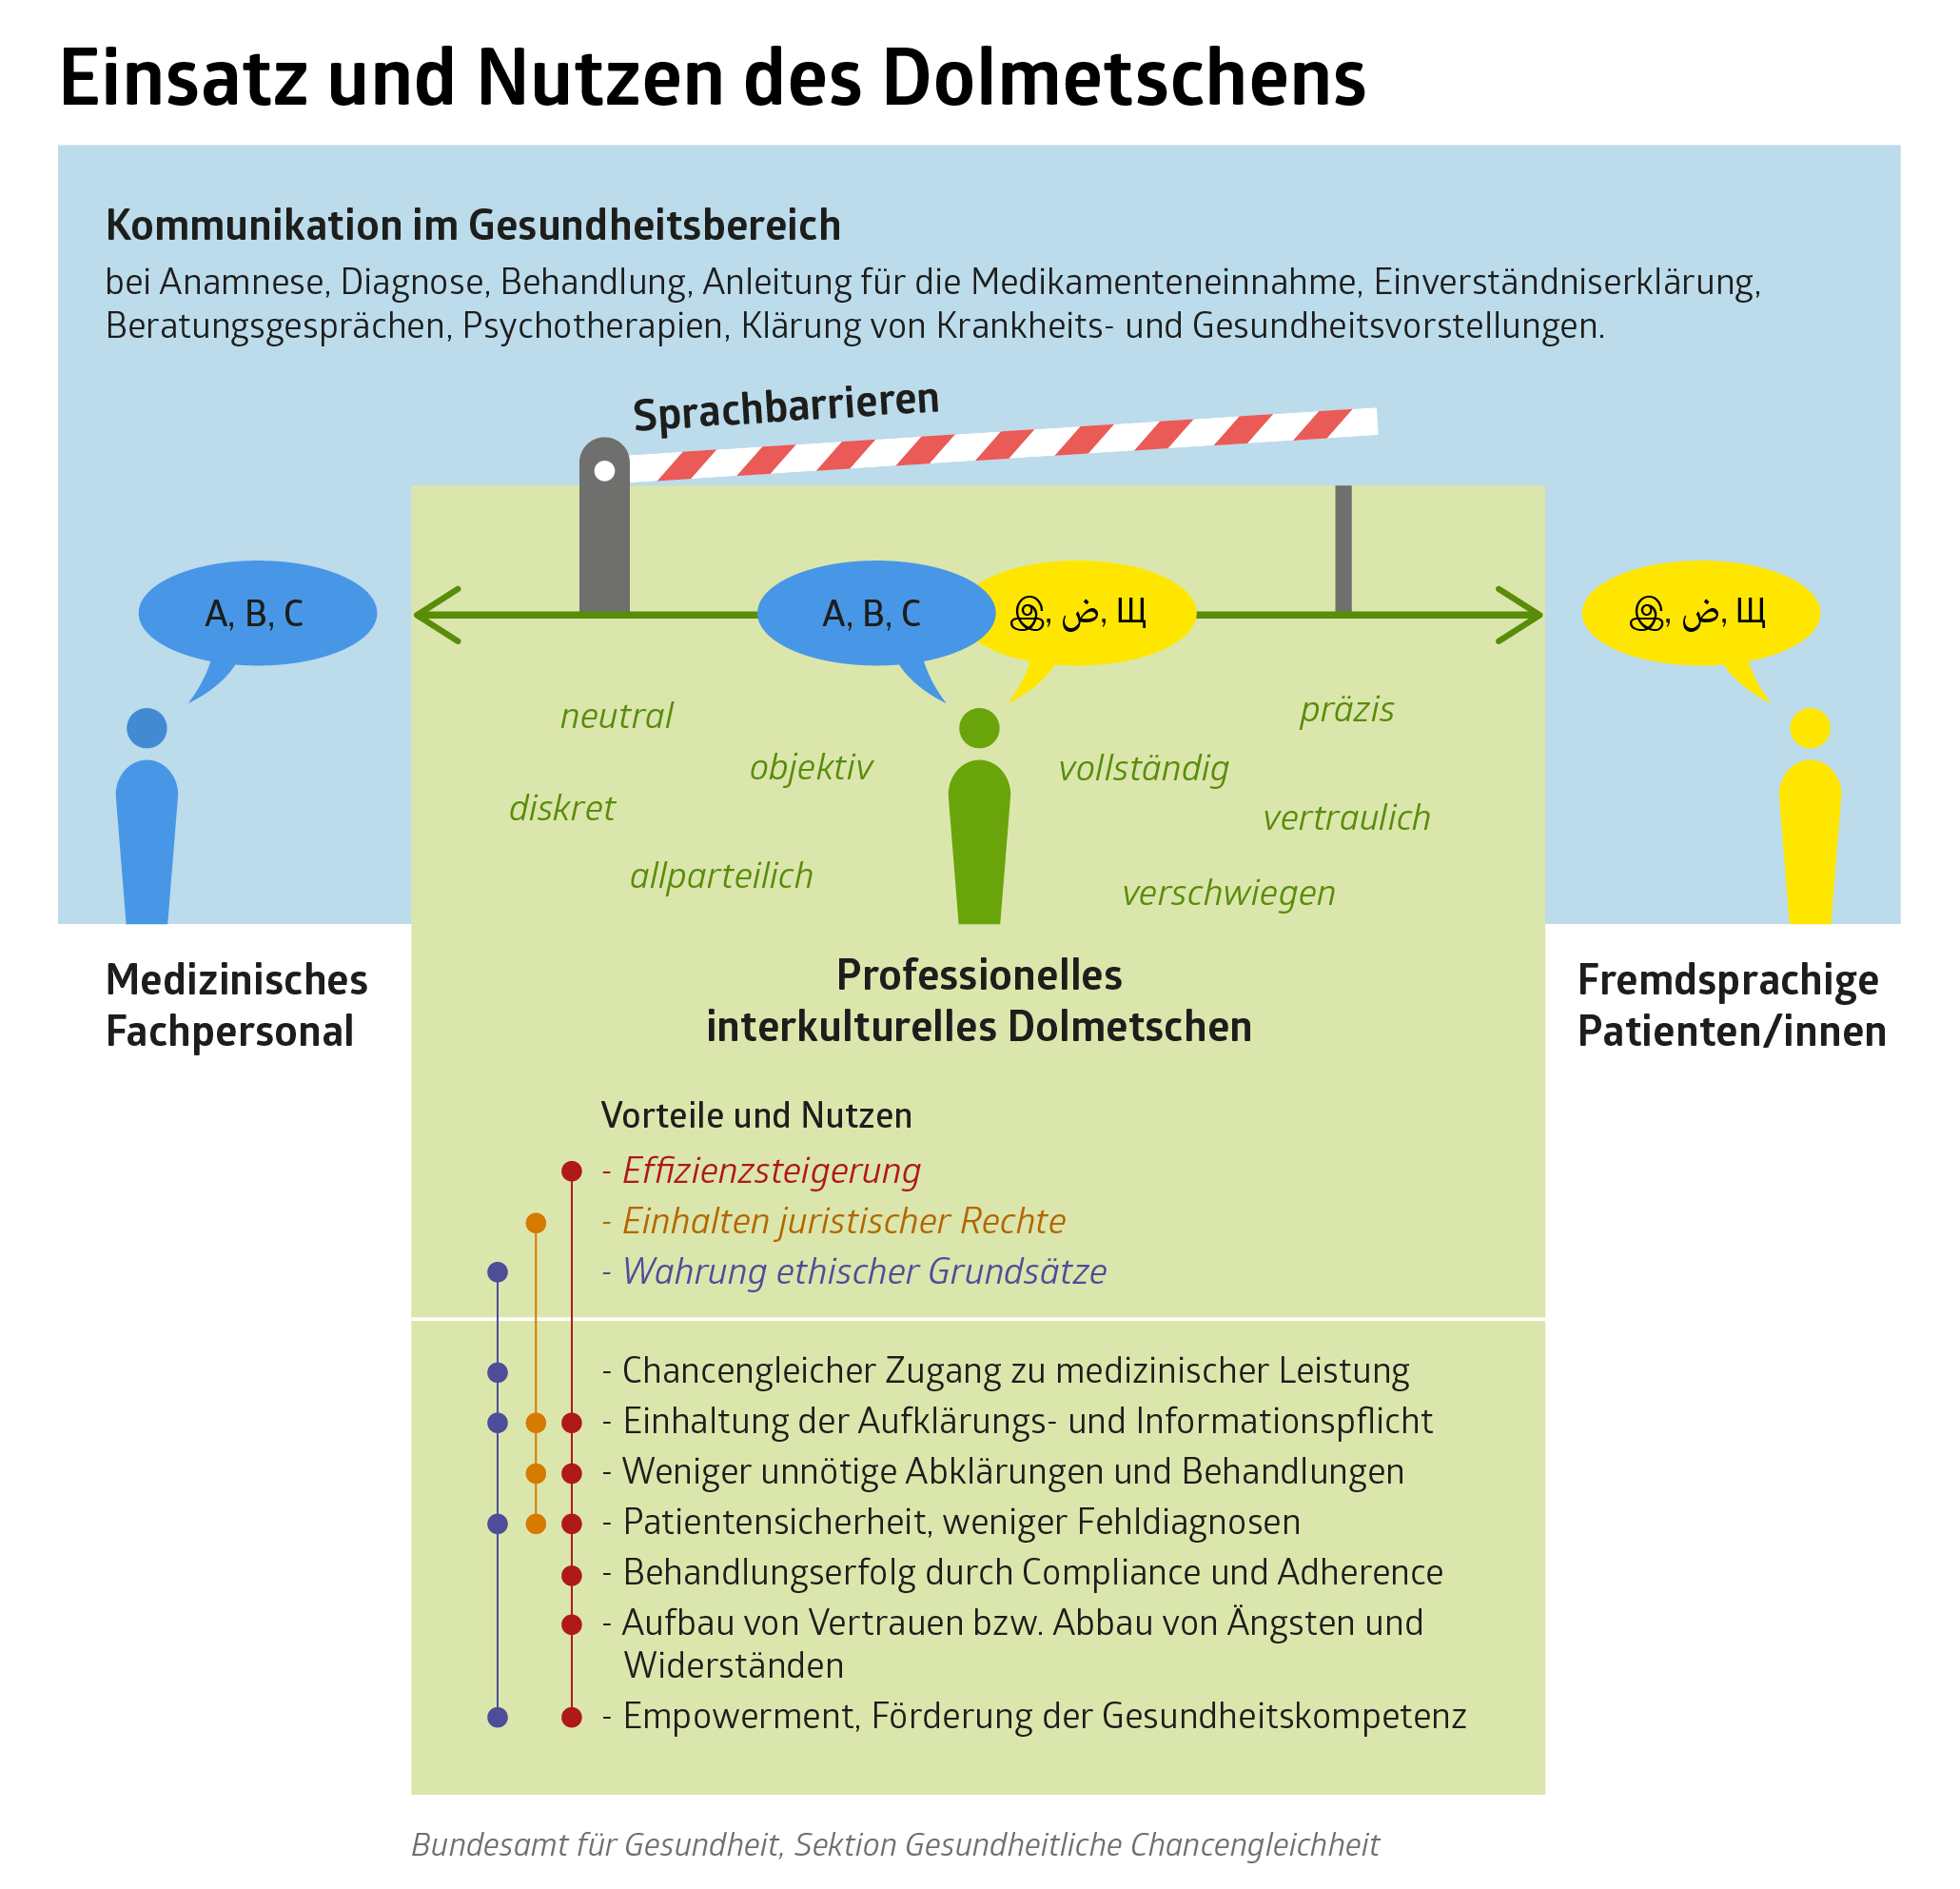 Einsatz und Nutzen des Dolmetschens
Kommunikation im Gesundheitsbereich
bei Anamnese, Diagnose, Behandlung, Anleitung für die Medikamenteneinnahme, Einverständniserklärung,
Beratungsgesprächen, Psychotherapien, Klärung von Krankheits- und Gesundheitsvorstellungen.
Sprachbarrieren
A, B, C
A, B, C
இ, ض, Щ
இ, ض, Щ
neutral
präzis
objektiv
vollständig
diskret
vertraulich
allparteilich
verschwiegen
Medizinisches
Fachpersonal
Professionelles
interkulturelles Dolmetschen
Fremdsprachige
Patienten/innen
Vorteile und Nutzen
- Effizienzsteigerung
- Einhalten juristischer Rechte
- Wahrung ethischer Grundsätze
- Chancengleicher Zugang zu medizinischer Leistung
- Einhaltung der Aufklärungs- und Informationspflicht
- Weniger unnötige Abklärungen und Behandlungen
- Patientensicherheit, weniger Fehldiagnosen
- Behandlungserfolg durch Compliance und Adherence
- Aufbau von Vertrauen bzw. Abbau von Ängsten und
Widerständen
- Empowerment, Förderung der Gesundheitskompetenz
Bundesamt für Gesundheit, Sektion Gesundheitliche Chancengleichheit